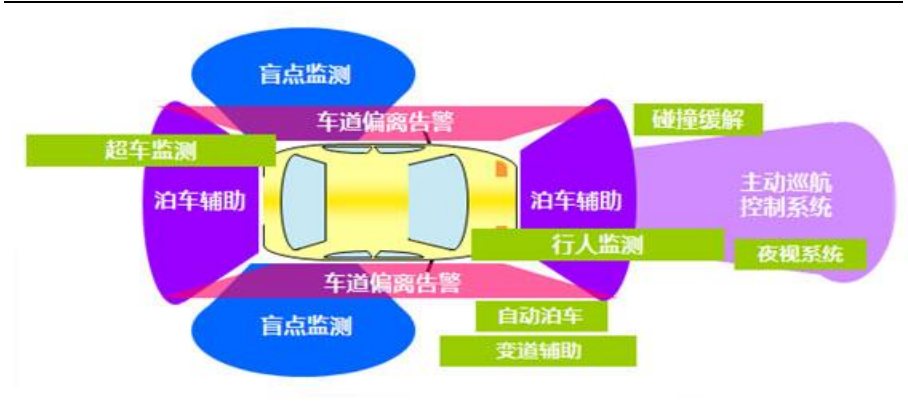 盲点监测
车道偏离告警
碰撞缓解
超车监测
泊车辅助
泊车辅助
主动巡航
控制系统
行人监测
夜视系统
车道偏离告警
盲点监测
自动泊车
变道辅助